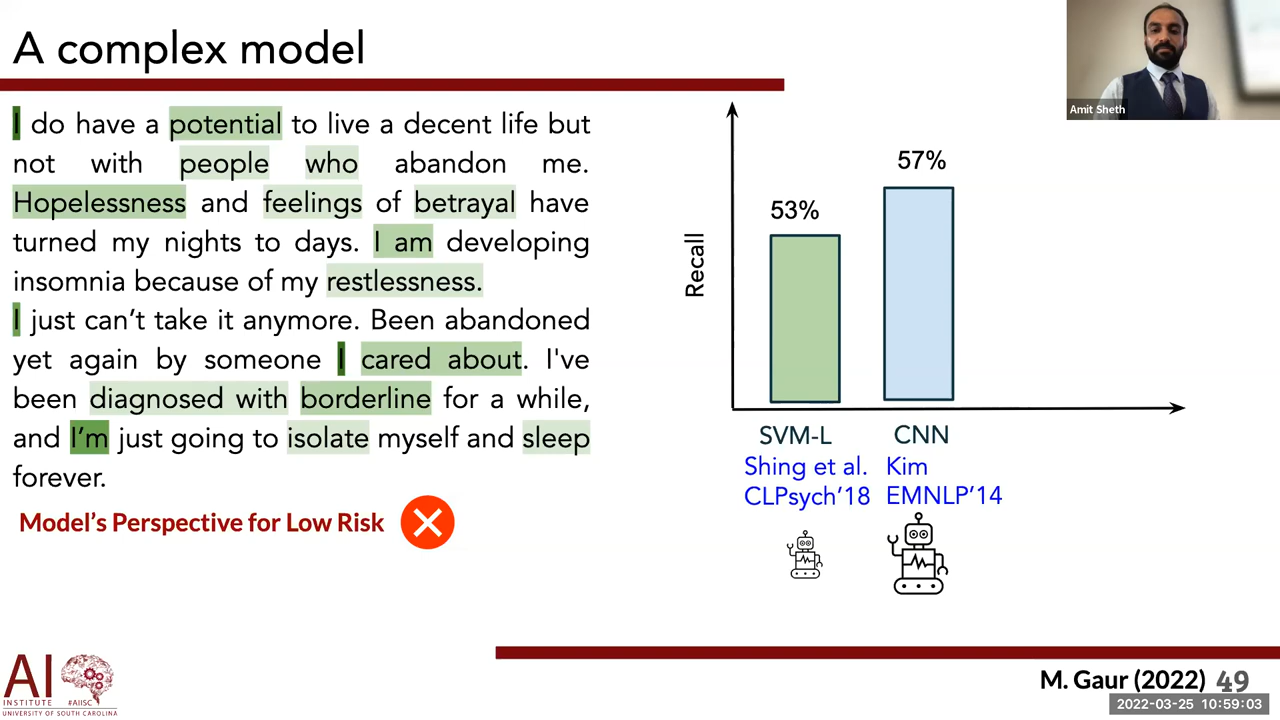 A complex model
Amit Sheth
I do have a potential to live a decent life but
not with people who abandon me.
Hopelessness and feelings of betrayal have
turned my nights to days. I am developing
insomnia because of my restlessness.
I just can't take it anymore. Been abandoned
yet again by someone I cared about. I've
been diagnosed with borderline for a while,
and I'm just going to isolate myself and sleep
forever.
Model's Perspective for Low Risk
57%
53%
Recall
SVM-L
Shing et al.
CLPsych'18
CNN
Kim
EMNLP'14
AI
INSTITUTE #AIISC
UNIVERSITY OF SOUTH CAROLINA
M. Gaur (2022) 49
2022-03-25 10:59:03